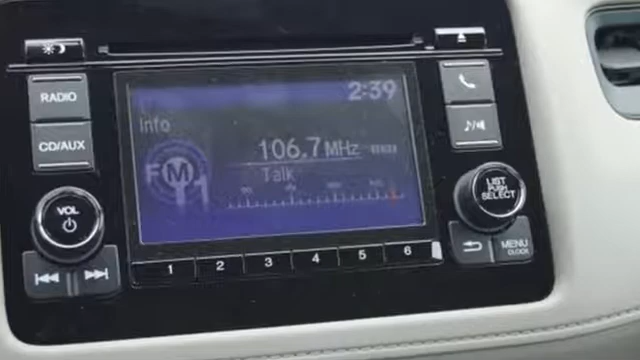 RADIO
CD/AUX
VOL
2:39
Info
106.7 MHz
Talk
FM1
LIST
PUSH
SELECT
MENU
CLOCK
1 2 3 4 5 6